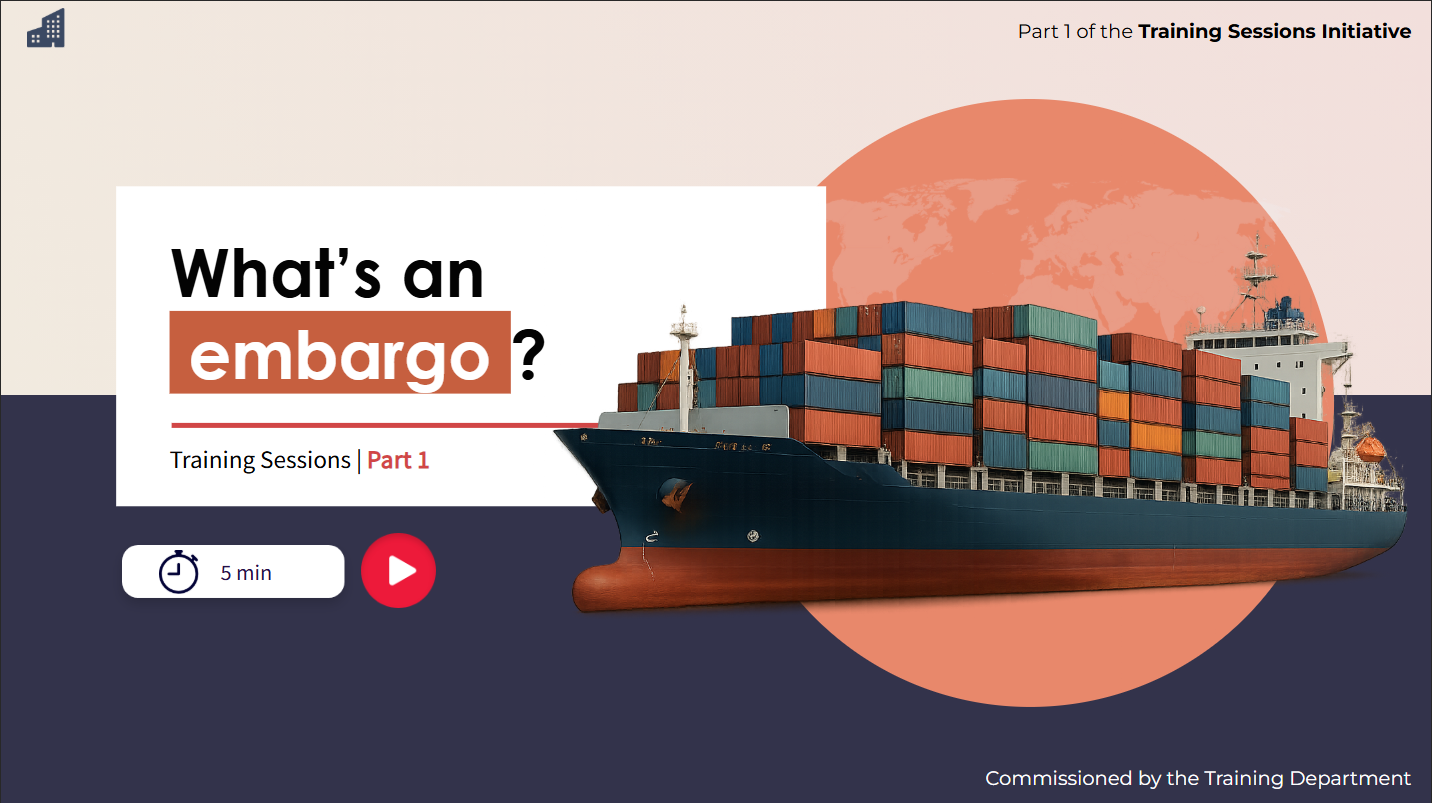 Part 1 of the Training Sessions Initiative
What’s an
embargo ?
Training Sessions | Part 1
5 min
Commissioned by the Training Department